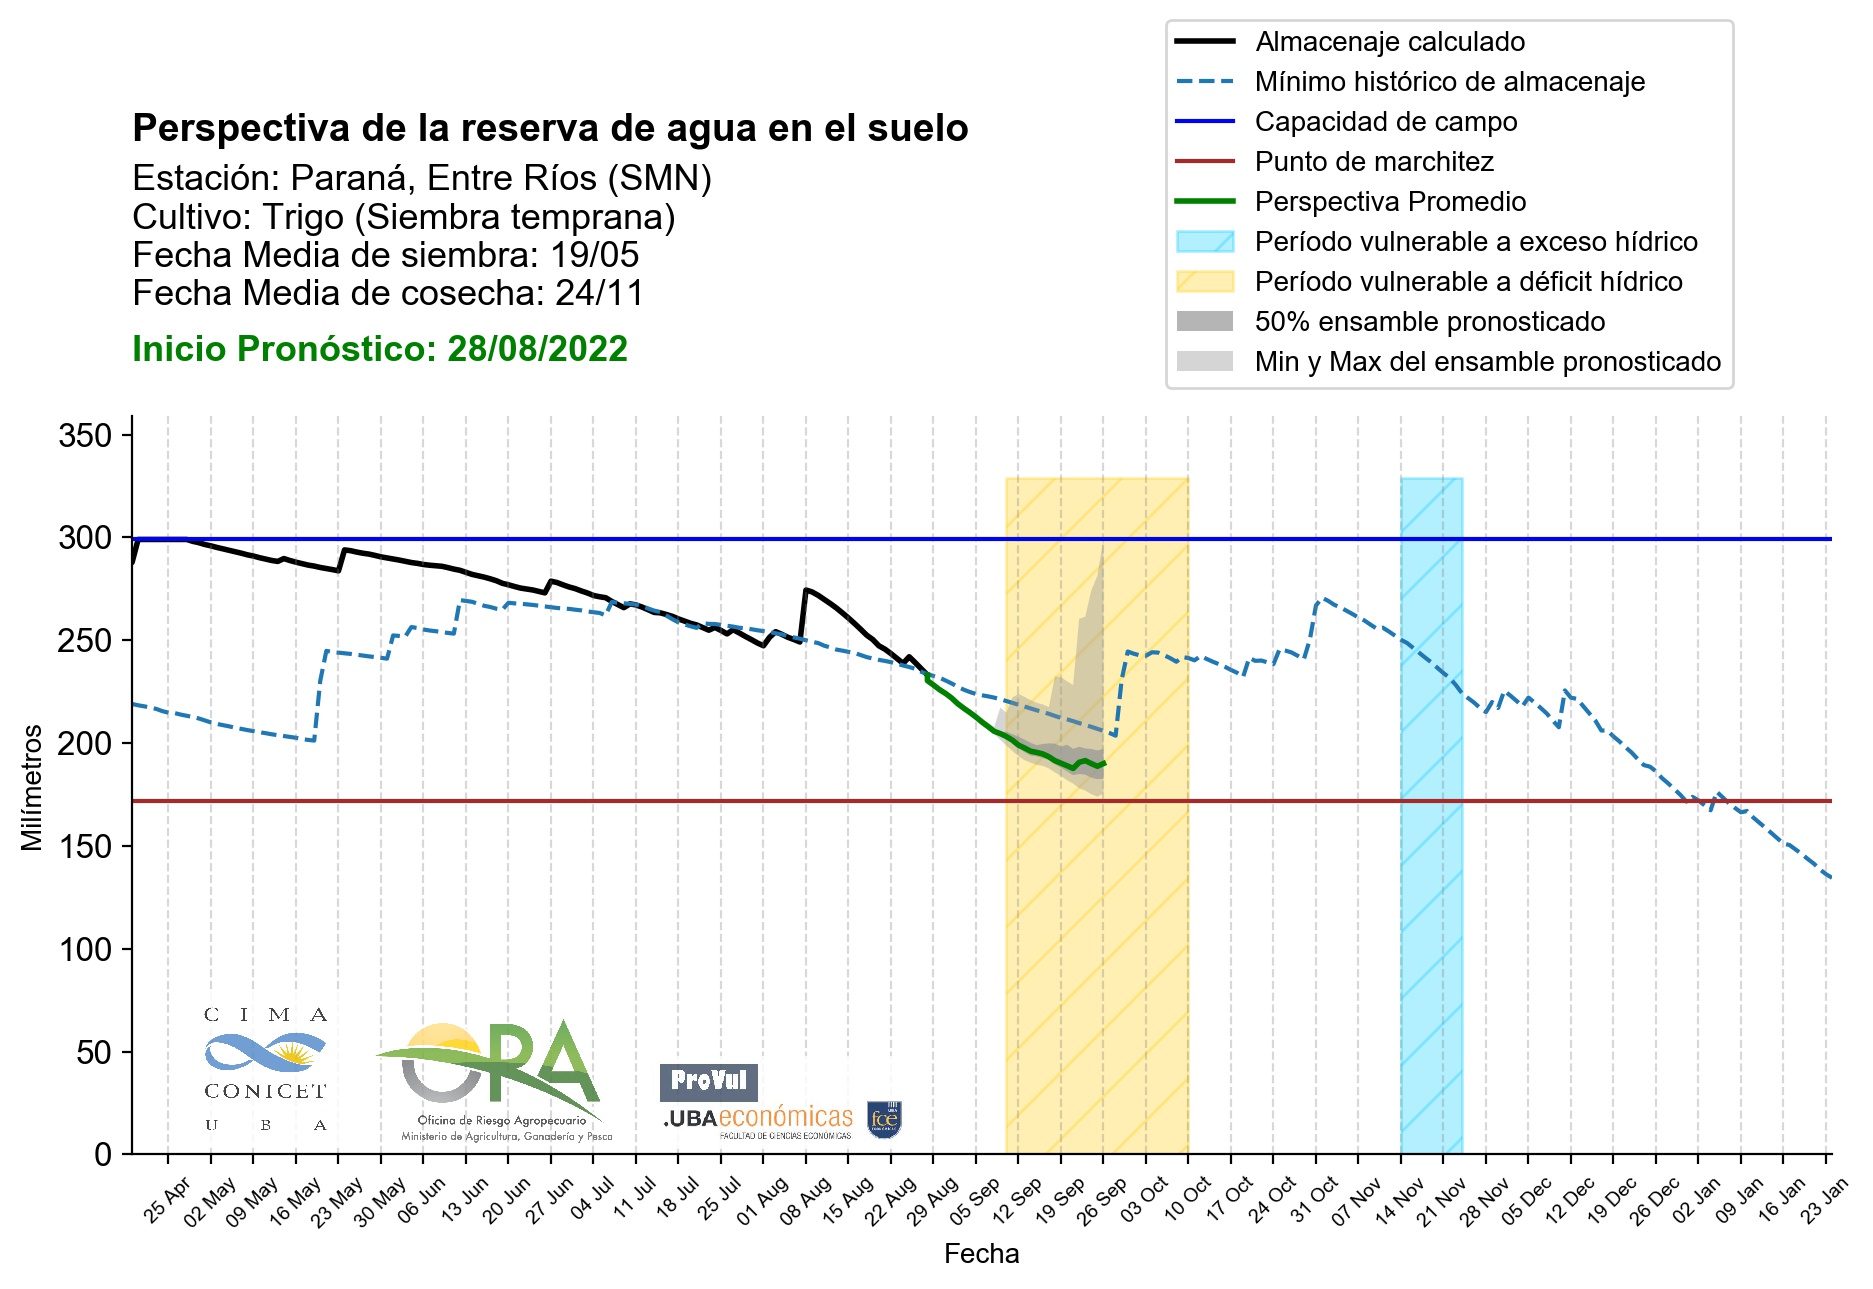 Almacenaje calculado
Mínimo histórico de almacenaje
Capacidad de campo
Punto de marchitez
Perspectiva Promedio
Período vulnerable a exceso hídrico
Período vulnerable a déficit hídrico
50% ensamble pronosticado
Min y Max del ensamble pronosticado
Perspectiva de la reserva de agua en el suelo
Estación: Paraná, Entre Ríos (SMN)
Cultivo: Trigo (Siembra temprana)
Fecha Media de siembra: 19/05
Fecha Media de cosecha: 24/11
Inicio Pronóstico: 28/08/2022
Milímetros
350
300
250
200
150
100
50
0
CIMA
CONICET
UBA
ORA
Oficina de Riesgo Agropecuario
Ministerio de Agricultura, Ganadería y Pesca
ProVul
.UBAeconómicas
FACULTAD DE CIENCIAS ECONÓMICAS
UBA
fce
ECONÓMICAS
25 Apr
02 May
09 May
16 May
23 May
30 May
06 Jun
13 Jun
20 Jun
27 Jun
04 Jul
11 Jul
18 Jul
25 Jul
01 Aug
08 Aug
15 Aug
22 Aug
29 Aug
05 Sep
12 Sep
19 Sep
26 Sep
03 Oct
10 Oct
17 Oct
24 Oct
31 Oct
07 Nov
14 Nov
21 Nov
28 Nov
05 Dec
12 Dec
19 Dec
26 Dec
02 Jan
09 Jan
16 Jan
23 Jan
Fecha